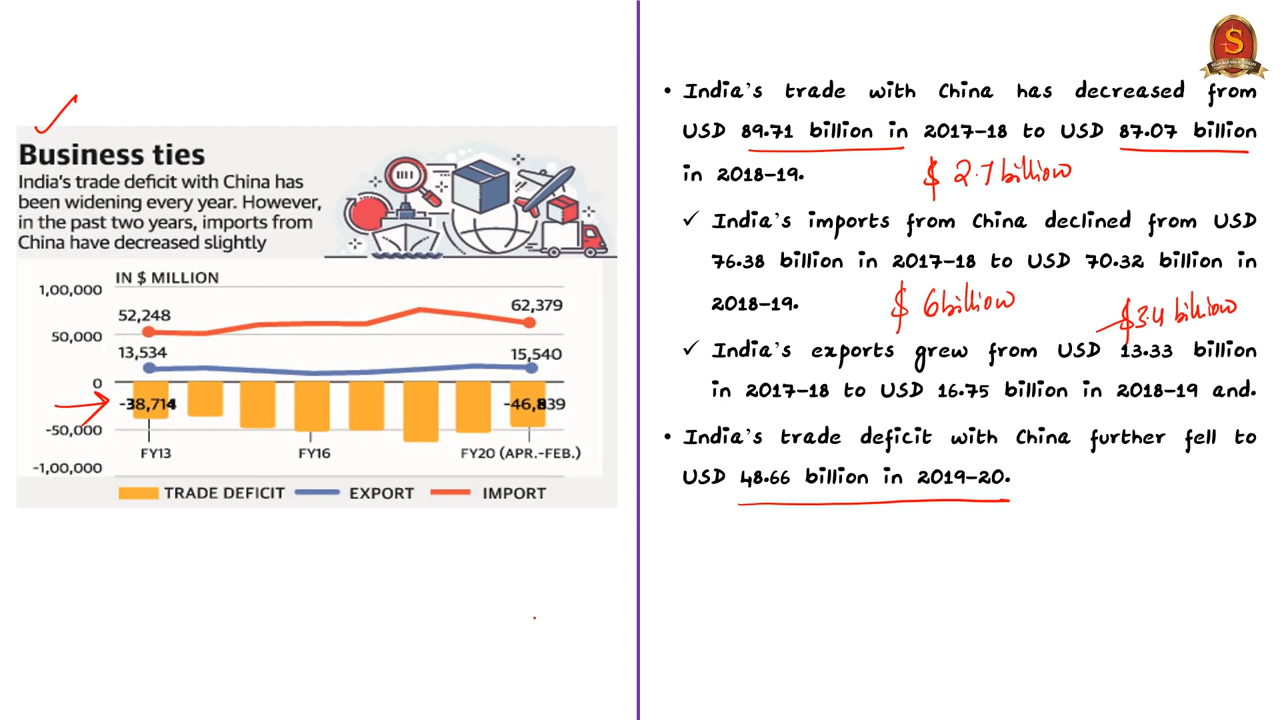 Business ties
India's trade deficit with China has
been widening every year. However,
in the past two years, imports from
China have decreased slightly
IN $ MILLION
1,00,000
50,000
0
-50,000
-1,00,000
52,248
62,379
13,534
15,540
-38,714
-46,839
FY13
FY16
FY20 (APR.-FEB.)
TRADE DEFICIT
EXPORT
IMPORT
S
• India's trade with China has decreased from
USD 89.71 billion in 2017-18 to USD 87.07 billion
in 2018-19.
$ 2.7 billion
✓ India's imports from China declined from USD
76.38 billion in 2017-18 to USD 70.32 billion in
2018-19.
$ 6 billion
$3.4 billion
✓ India's exports grew from USD 13.33 billion
in 2017-18 to USD 16.75 billion in 2018-19 and.
• India's trade deficit with China further fell to
USD 48.66 billion in 2019-20.